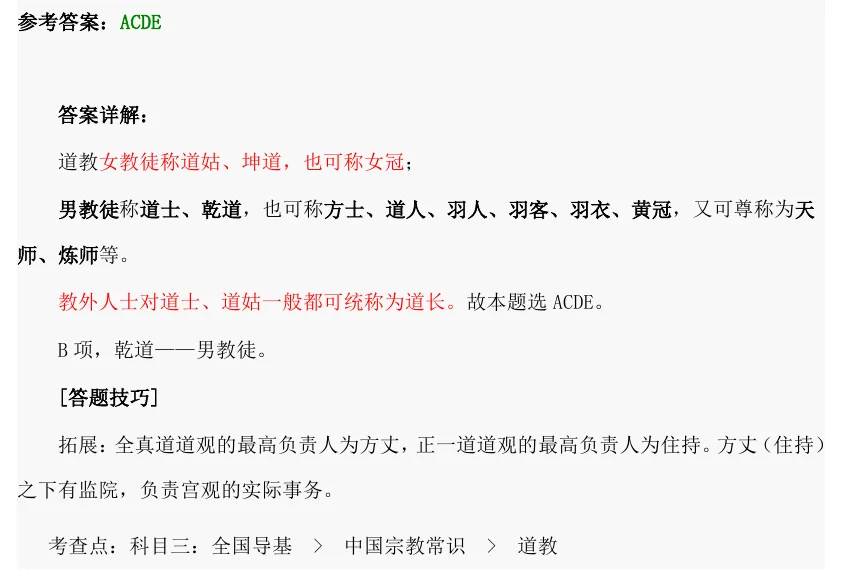 参考答案：ACDE
答案详解：
道教女教徒称道姑、坤道，也可称女冠；
男教徒称道士、乾道，也可称方士、道人、羽人、羽客、羽衣、黄冠，又可尊称为天
师、炼师等。
教外人士对道士、道姑一般都可统称为道长。故本题选 ACDE。
B 项，乾道——男教徒。
[答题技巧]
拓展：全真道道观的最高负责人为方丈，正一道道观的最高负责人为住持。方丈（住持）
之下有监院，负责宫观的实际事务。
考查点：科目三：全国导基 > 中国宗教常识 > 道教